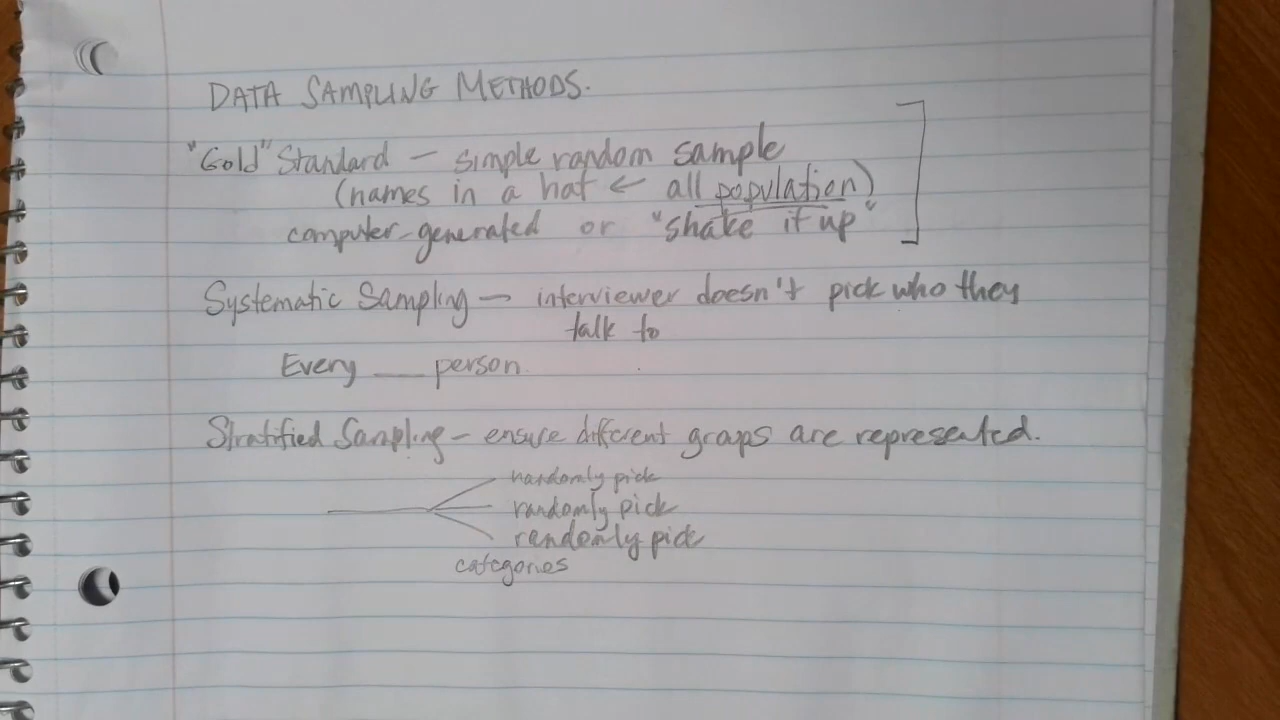 DATA SAMPLING METHODS.
"Gold" Standard – simple random sample
(names in a hat ← all population)
computer-generated or "shake it up"
Systematic Sampling – interviewer doesn't pick who they
talk to
Every ___ person
Stratified Sampling – ensure different graps are represented.
randomly pick
randomly pick
randomly pick
categories